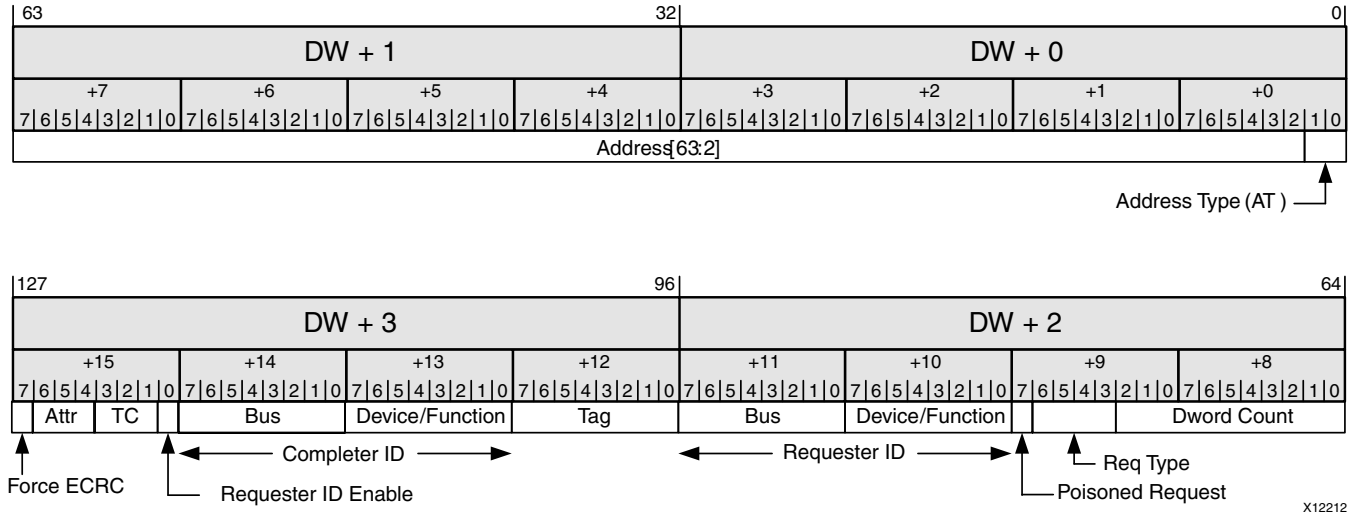 63 32 0
DW + 1 DW + 0
+7 +6 +5 +4 +3 +2 +1 +0
7|6|5|4|3|2|1|0 7|6|5|4|3|2|1|0 7|6|5|4|3|2|1|0 7|6|5|4|3|2|1|0 7|6|5|4|3|2|1|0 7|6|5|4|3|2|1|0 7|6|5|4|3|2|1|0 7|6|5|4|3|2|1|0
Address[63:2]
Address Type (AT )
127 96 64
DW + 3 DW + 2
+15 +14 +13 +12 +11 +10 +9 +8
7|6|5|4|3|2|1|0 7|6|5|4|3|2|1|0 7|6|5|4|3|2|1|0 7|6|5|4|3|2|1|0 7|6|5|4|3|2|1|0 7|6|5|4|3|2|1|0 7|6|5|4|3|2|1|0 7|6|5|4|3|2|1|0
Attr TC Bus Device/Function Tag Bus Device/Function Dword Count
Completer ID Requester ID
Req Type
Force ECRC Requester ID Enable Poisoned Request
X12212